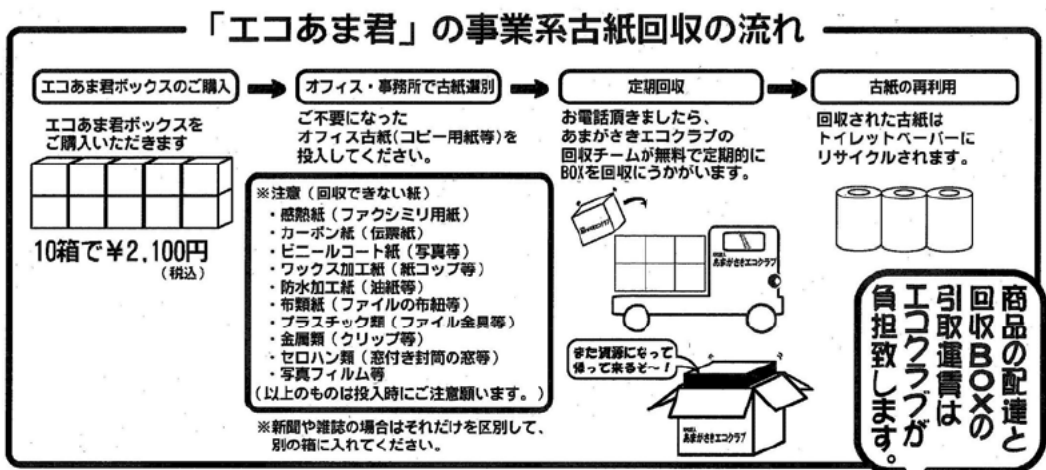 「エコあま君」の事業系古紙回収の流れ
エコあま君ボックスのご購入
エコあま君ボックスを
ご購入いただきます
10箱で¥2,100円
(税込)
オフィス・事務所で古紙選別
ご不要になった
オフィス古紙(コピー用紙等)を
投入してください。
※注意(回収できない紙)
・感熱紙(ファクシミリ用紙)
・カーボン紙(伝票紙)
・ビニールコート紙(写真等)
・ワックス加工紙(紙コップ等)
・防水加工紙(油紙等)
・布類紙(ファイルの布紐等)
・プラスチック類(ファイル金具等)
・金属類(クリップ等)
・セロハン類(窓付き封筒の窓等)
・写真フィルム等
(以上のものは投入時にご注意願います。)
※新聞や雑誌の場合はそれだけを区別して、
別の箱に入れてください。
定期回収
お電話頂きましたら、
あまがさきエコクラブの
回収チームが無料で定期的に
BOXを回収にうかがいます。
あまがさきエコクラブ
また資源になって
帰って来るぞ〜!
あまがさきエコクラブ
古紙の再利用
回収された古紙は
トイレットペーパーに
リサイクルされます。
商品の配達と
回収BOXの
引取運賃は
エコクラブが
負担致します。